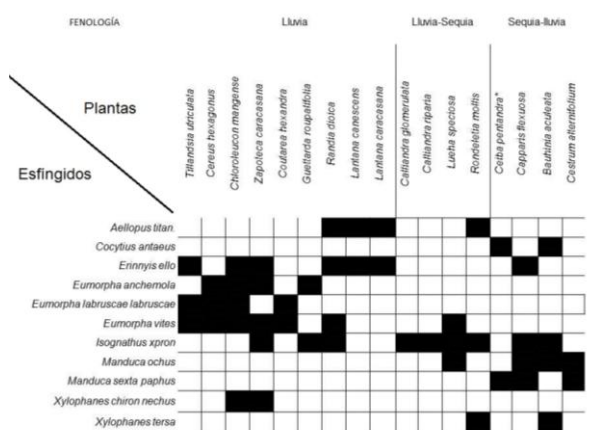 FENOLOGÍA
Lluvia
Lluvia-Sequia
Sequia-lluvia
Plantas
Esfingidos
Tillandsia utriculata
Cereus hexagonus
Chloroleucon mangense
Zapoteca caracasana
Coutarea hexandra
Guettarda roupalifolia
Randia dioica
Lantana canescens
Lantana caracasana
Calliandra glomerulata
Calliandra riparia
Luehea speciosa
Rondeletia mollis
Ceiba pentandra*
Capparis flexuosa
Bauhinia aculeata
Cestrum alternifolium
Aellopus titan
Cocytius antaeus
Erinnyis ello
Eumorpha anchemola
Eumorpha labruscae labruscae
Eumorpha vites
Isognathus xpron
Manduca ochus
Manduca sexta paphus
Xylophanes chiron nechus
Xylophanes tersa